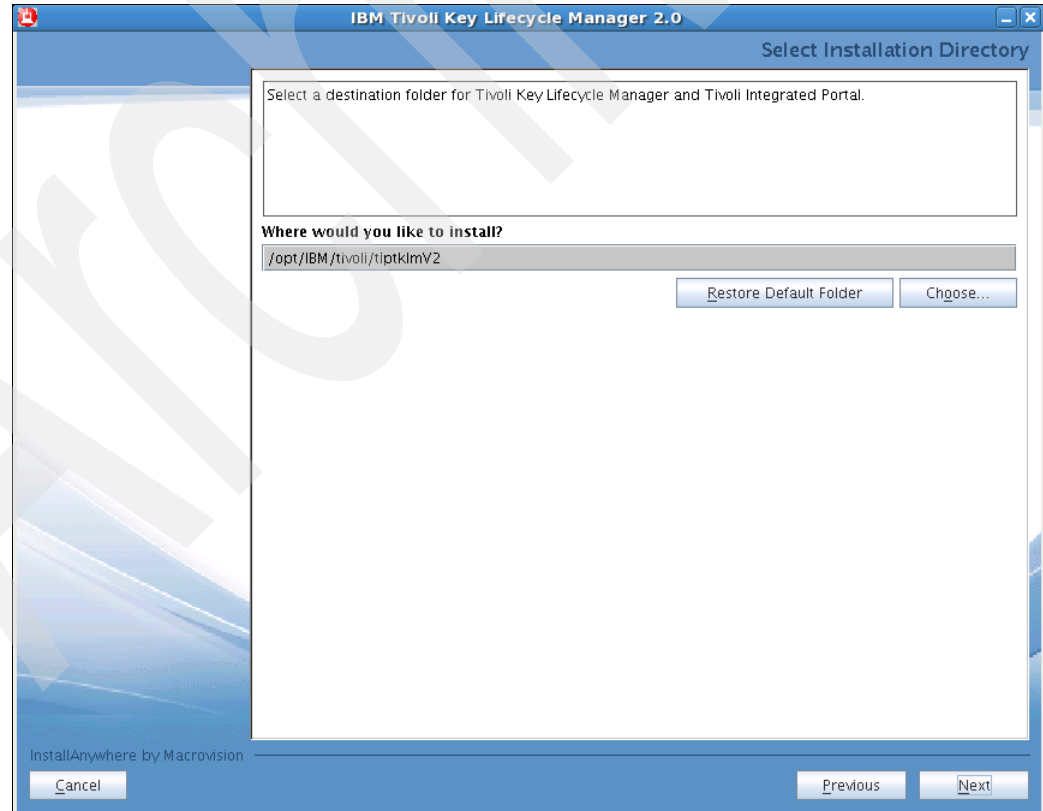 IBM Tivoli Key Lifecycle Manager 2.0
Select Installation Directory
Select a destination folder for Tivoli Key Lifecycle Manager and Tivoli Integrated Portal.
Where would you like to install?
/opt/IBM/tivoli/tiptklmV2
Restore Default Folder
Choose...
InstallAnywhere by Macrovision
Cancel
Previous
Next